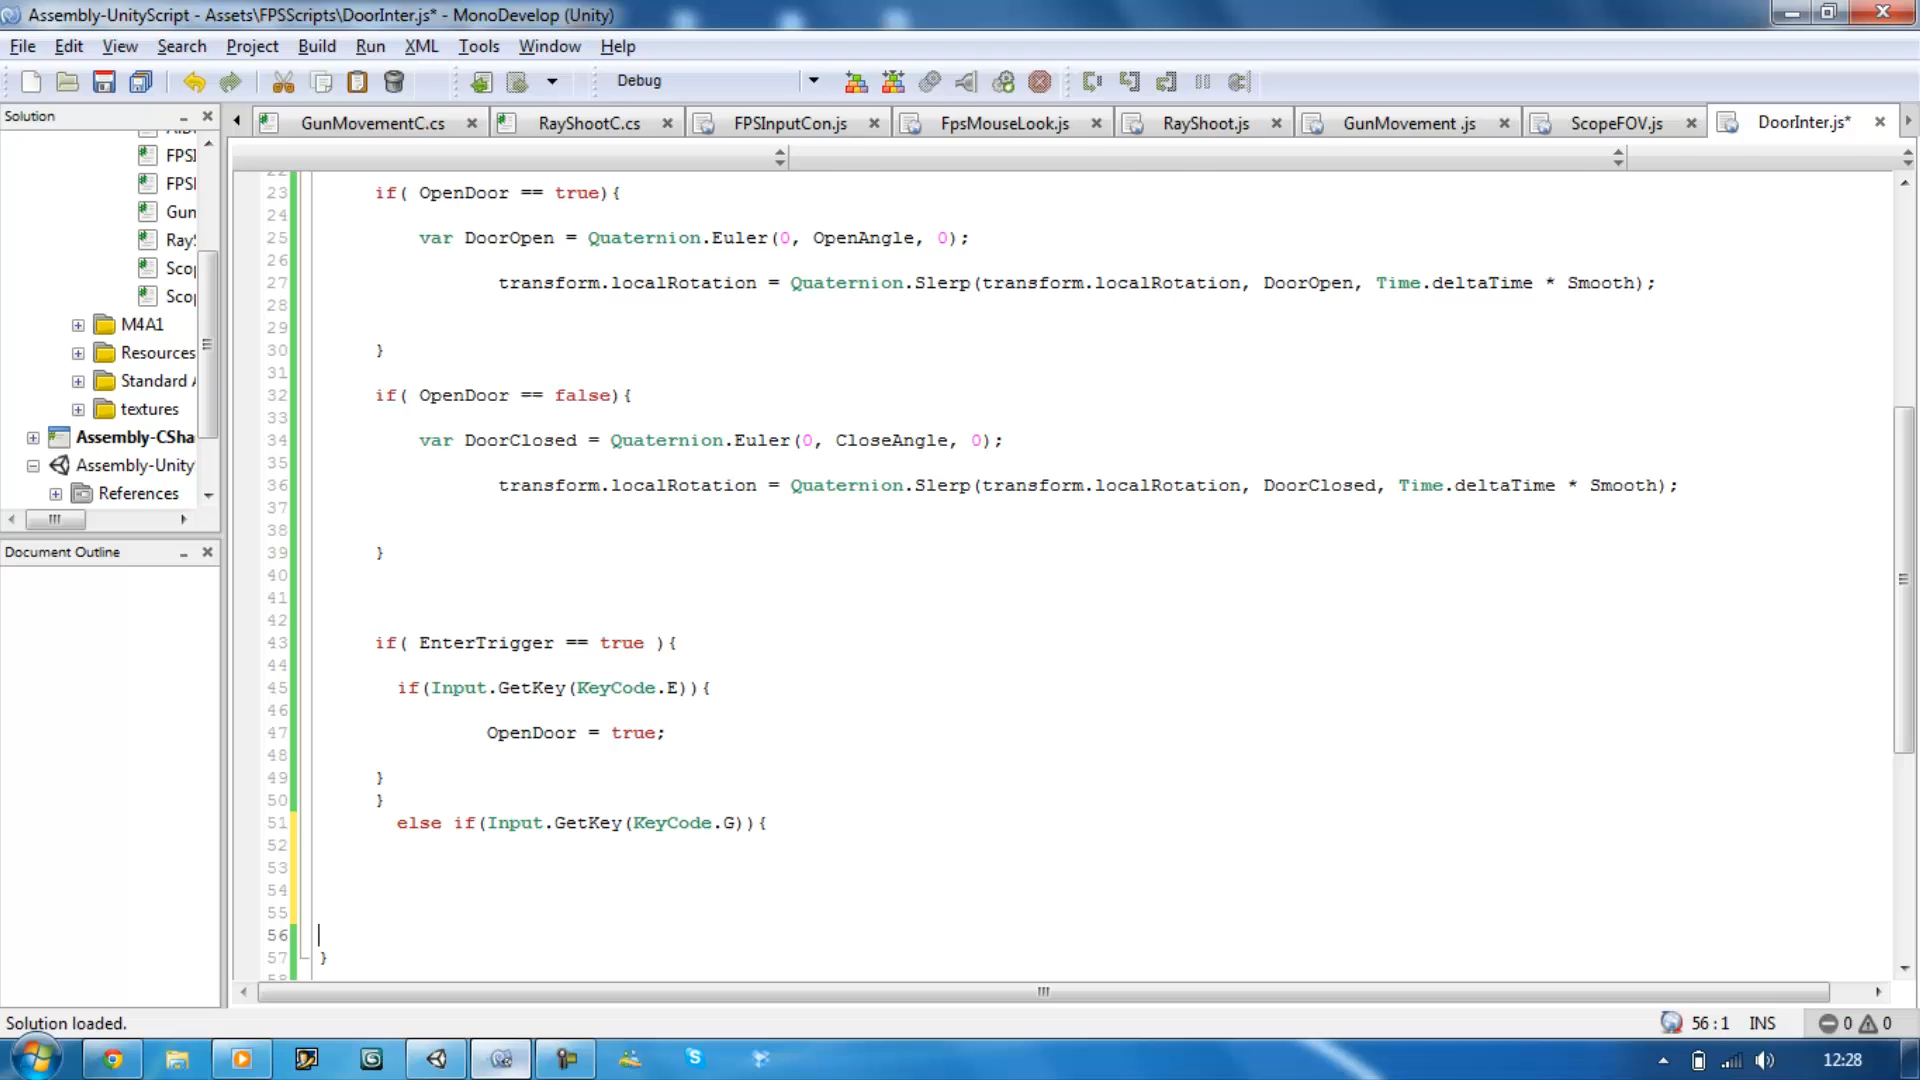 Assembly-UnityScript - Assets\FPSScripts\DoorInter.js* - MonoDevelop (Unity)
File Edit View Search Project Build Run XML Tools Window Help
Debug
Solution
GunMovementC.cs
RayShootC.cs
FPSInputCon.js
FpsMouseLook.js
RayShoot.js
GunMovement .js
ScopeFOV.js
DoorInter.js*
FPSI
FPSI
Gun
Ray
Sco
Sco
M4A1
Resources
Standard
textures
Assembly-CSha
Assembly-Unity
References
Document Outline
23 if( OpenDoor == true){
24
25 var DoorOpen = Quaternion.Euler(0, OpenAngle, 0);
26
27 transform.localRotation = Quaternion.Slerp(transform.localRotation, DoorOpen, Time.deltaTime * Smooth);
28
29
30 }
31
32 if( OpenDoor == false){
33
34 var DoorClosed = Quaternion.Euler(0, CloseAngle, 0);
35
36 transform.localRotation = Quaternion.Slerp(transform.localRotation, DoorClosed, Time.deltaTime * Smooth);
37
38
39 }
40
41
42
43 if( EnterTrigger == true ){
44
45 if(Input.GetKey(KeyCode.E)){
46
47 OpenDoor = true;
48
49 }
50 }
51 else if(Input.GetKey(KeyCode.G)){
52
53
54
55
56
57 }
Solution loaded.
56 : 1 INS 0 0
12:28